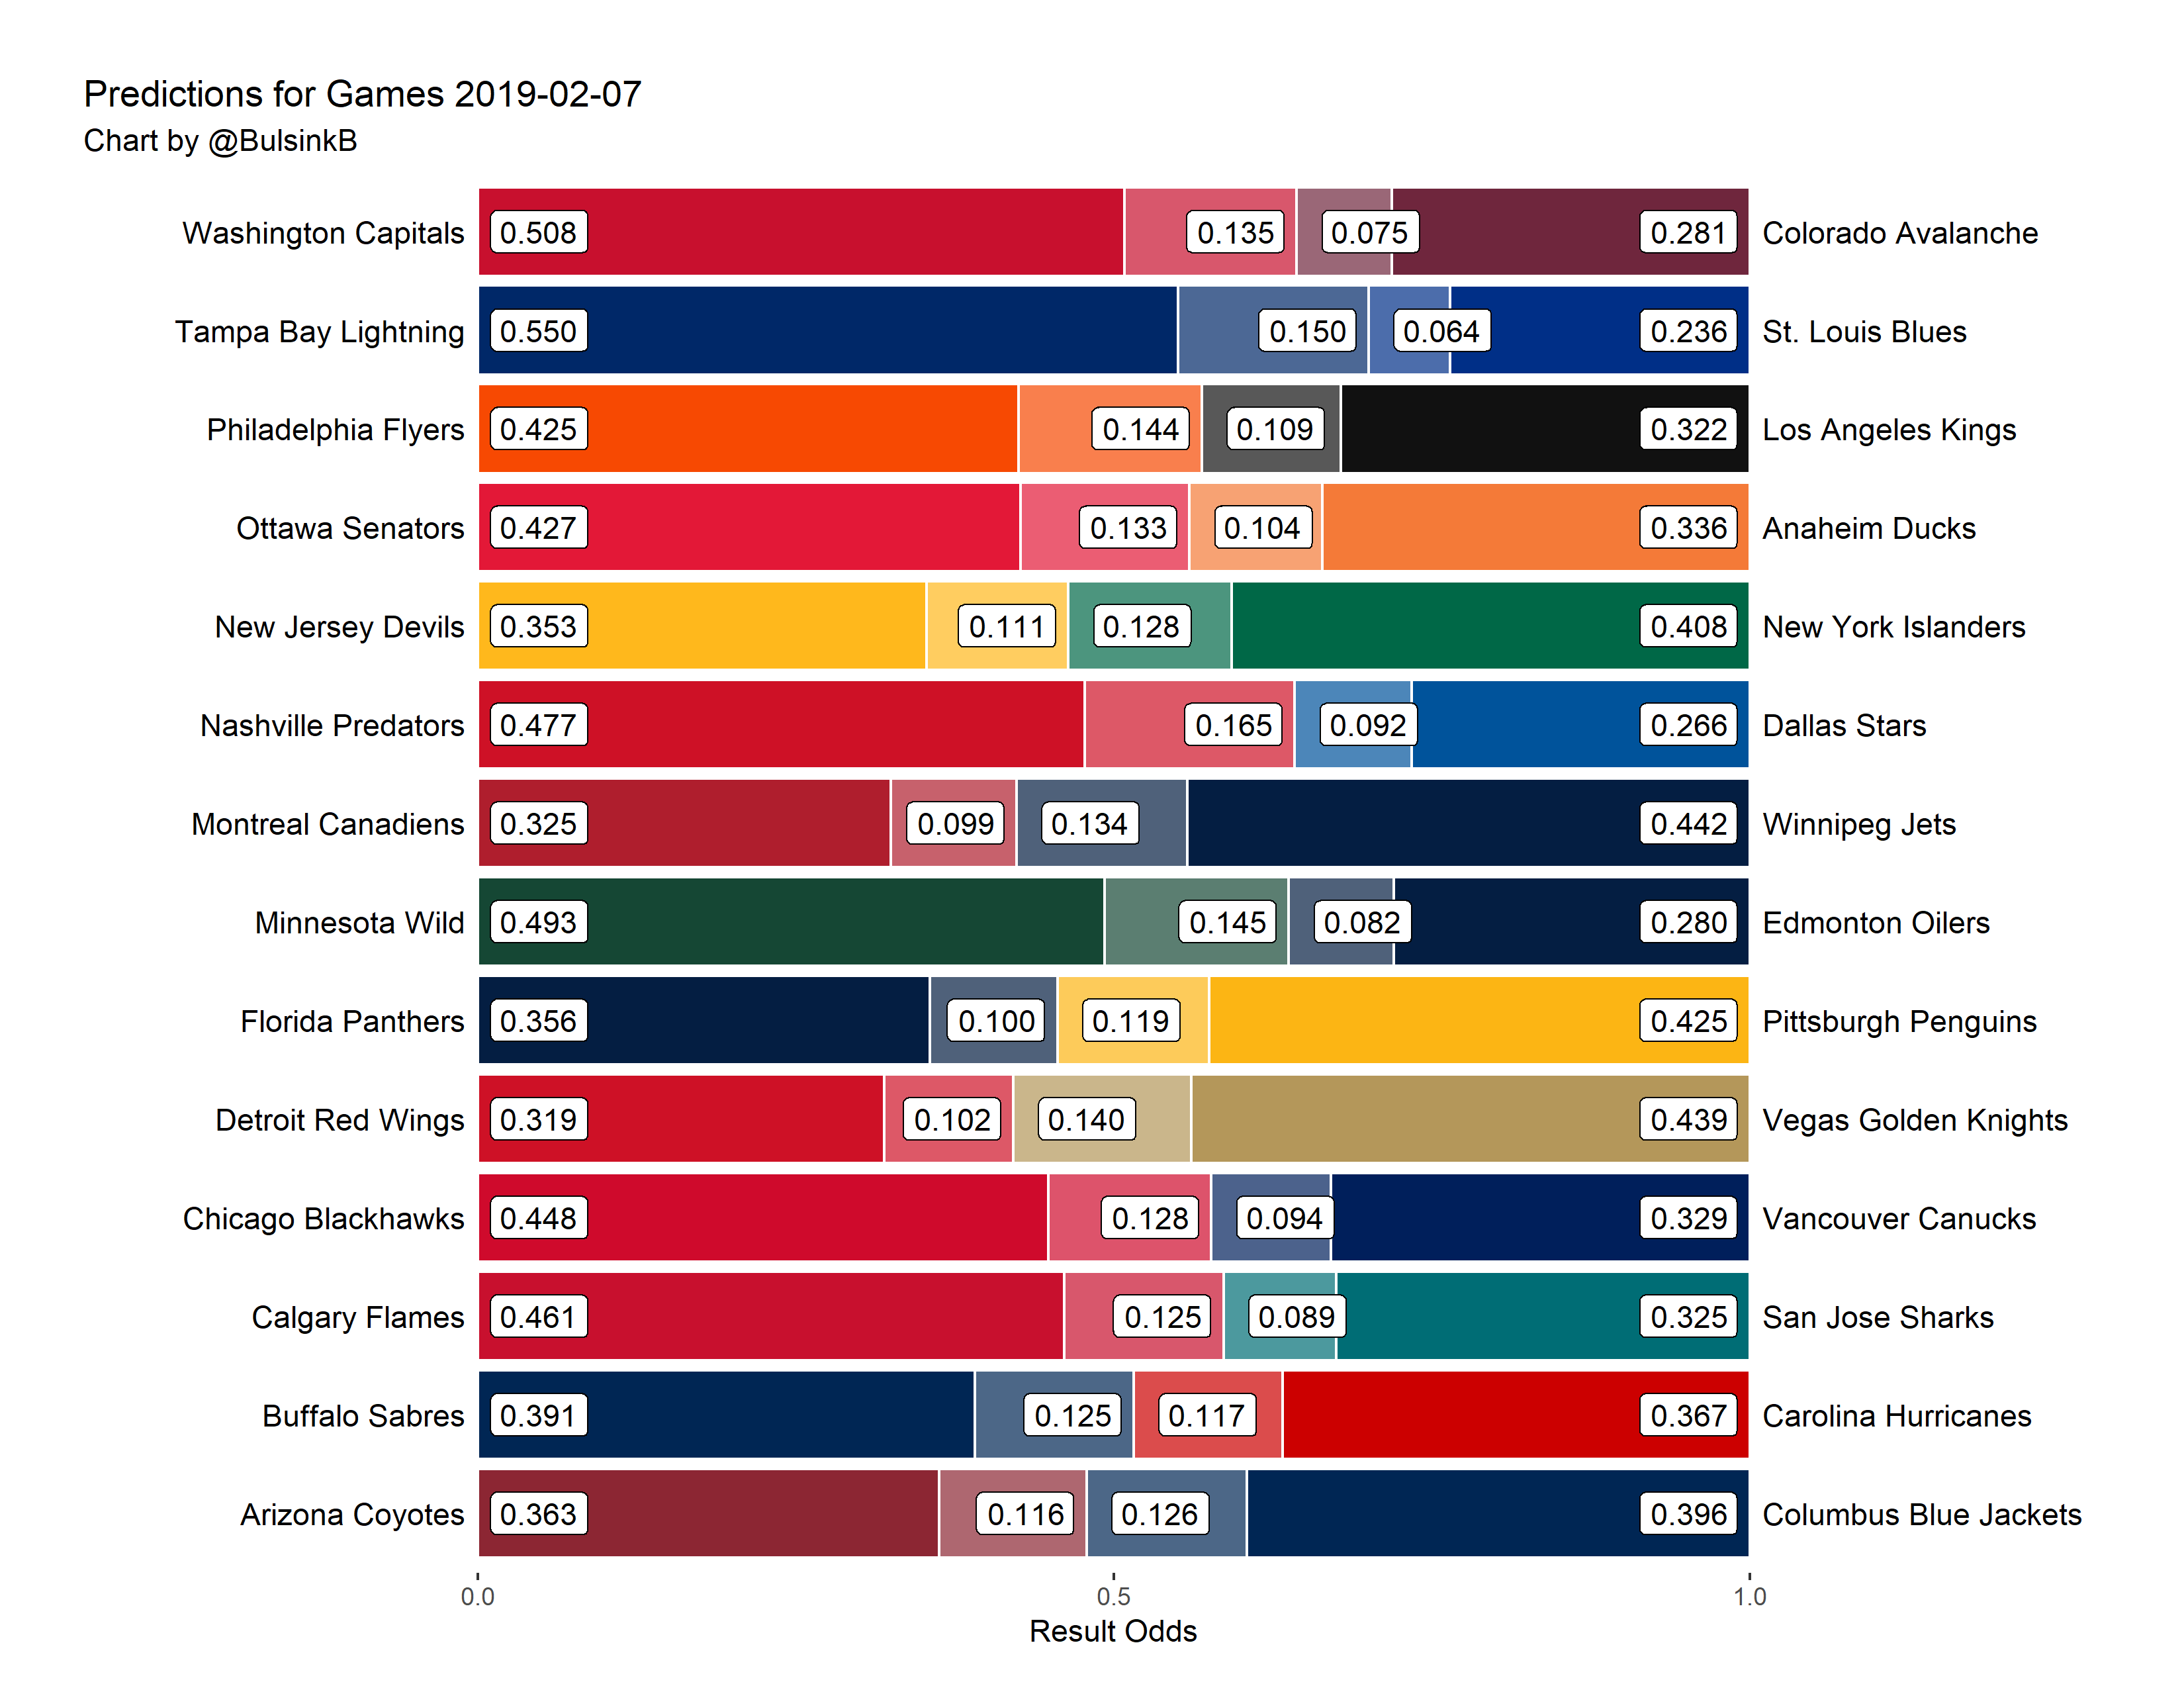 Predictions for Games 2019-02-07
Chart by @BulsinkB
Washington Capitals 0.508 0.135 0.075 0.281 Colorado Avalanche
Tampa Bay Lightning 0.550 0.150 0.064 0.236 St. Louis Blues
Philadelphia Flyers 0.425 0.144 0.109 0.322 Los Angeles Kings
Ottawa Senators 0.427 0.133 0.104 0.336 Anaheim Ducks
New Jersey Devils 0.353 0.111 0.128 0.408 New York Islanders
Nashville Predators 0.477 0.165 0.092 0.266 Dallas Stars
Montreal Canadiens 0.325 0.099 0.134 0.442 Winnipeg Jets
Minnesota Wild 0.493 0.145 0.082 0.280 Edmonton Oilers
Florida Panthers 0.356 0.100 0.119 0.425 Pittsburgh Penguins
Detroit Red Wings 0.319 0.102 0.140 0.439 Vegas Golden Knights
Chicago Blackhawks 0.448 0.128 0.094 0.329 Vancouver Canucks
Calgary Flames 0.461 0.125 0.089 0.325 San Jose Sharks
Buffalo Sabres 0.391 0.125 0.117 0.367 Carolina Hurricanes
Arizona Coyotes 0.363 0.116 0.126 0.396 Columbus Blue Jackets
0.0 0.5 1.0
Result Odds